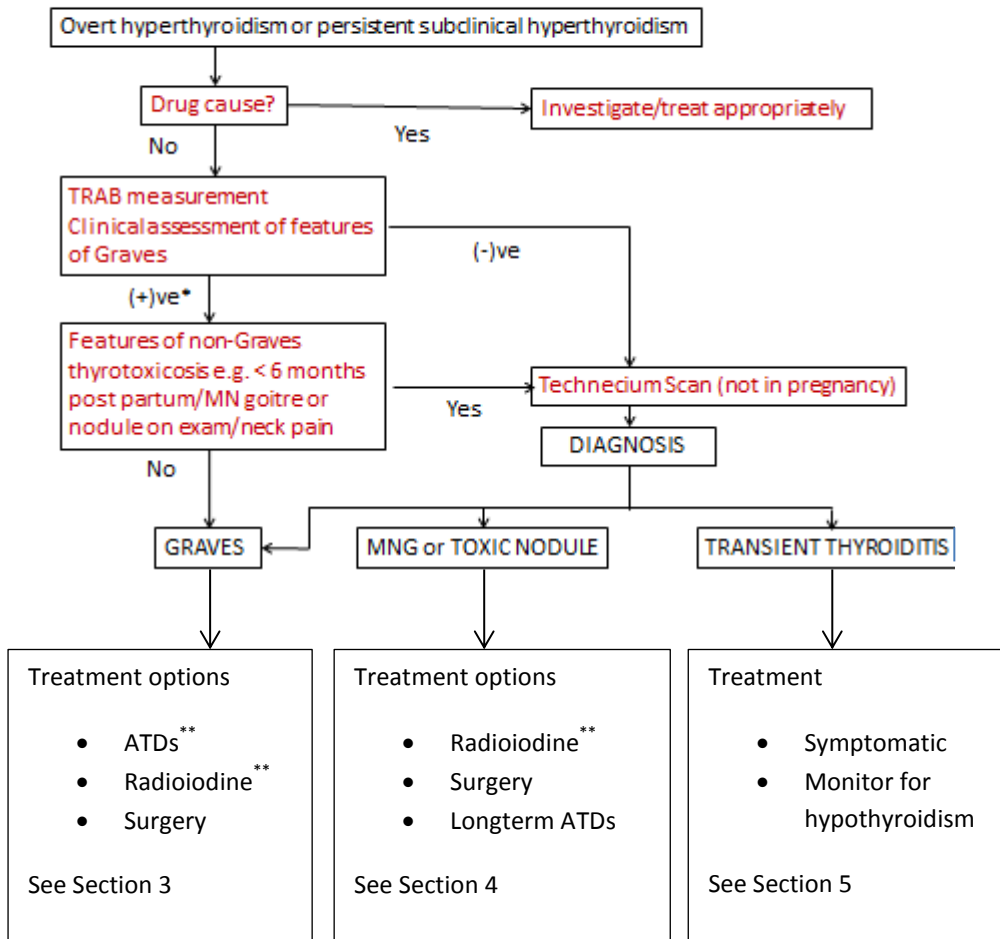 Overt hyperthyroidism or persistent subclinical hyperthyroidism
Drug cause?
Investigate/treat appropriately
No
Yes
TRAB measurement
Clinical assessment of features
of Graves
(-)ve
(+)ve*
Features of non-Graves
thyrotoxicosis e.g. < 6 months
post partum/MN goitre or
nodule on exam/neck pain
Yes
Technecium Scan (not in pregnancy)
No
DIAGNOSIS
GRAVES
MNG or TOXIC NODULE
TRANSIENT THYROIDITIS
Treatment options
• ATDs**
• Radioiodine**
• Surgery
See Section 3
Treatment options
• Radioiodine**
• Surgery
• Longterm ATDs
See Section 4
Treatment
• Symptomatic
• Monitor for
hypothyroidism
See Section 5